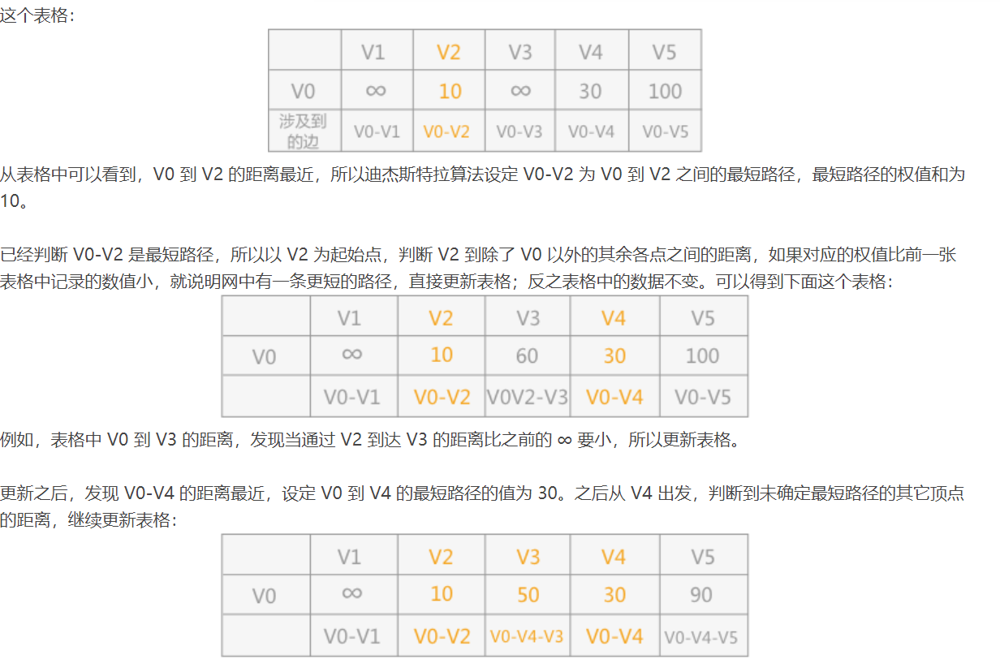 这个表格：
V1 V2 V3 V4 V5
V0 ∞ 10 ∞ 30 100
涉及到
的边 V0-V1 V0-V2 V0-V3 V0-V4 V0-V5
从表格中可以看到，V0 到 V2 的距离最近，所以迪杰斯特拉算法设定 V0-V2 为 V0 到 V2 之间的最短路径，最短路径的权值和为
10。
已经判断 V0-V2 是最短路径，所以以 V2 为起始点，判断 V2 到除了 V0 以外的其余各点之间的距离，如果对应的权值比前一张
表格中记录的数值小，就说明网中有一条更短的路径，直接更新表格；反之表格中的数据不变。可以得到下面这个表格：
V1 V2 V3 V4 V5
V0 ∞ 10 60 30 100
V0-V1 V0-V2 V0V2-V3 V0-V4 V0-V5
例如，表格中 V0 到 V3 的距离，发现当通过 V2 到达 V3 的距离比之前的 ∞ 要小，所以更新表格。
更新之后，发现 V0-V4 的距离最近，设定 V0 到 V4 的最短路径的值为 30。之后从 V4 出发，判断到未确定最短路径的其它顶点
的距离，继续更新表格：
V1 V2 V3 V4 V5
V0 ∞ 10 50 30 90
V0-V1 V0-V2 V0-V4-V3 V0-V4 V0-V4-V5